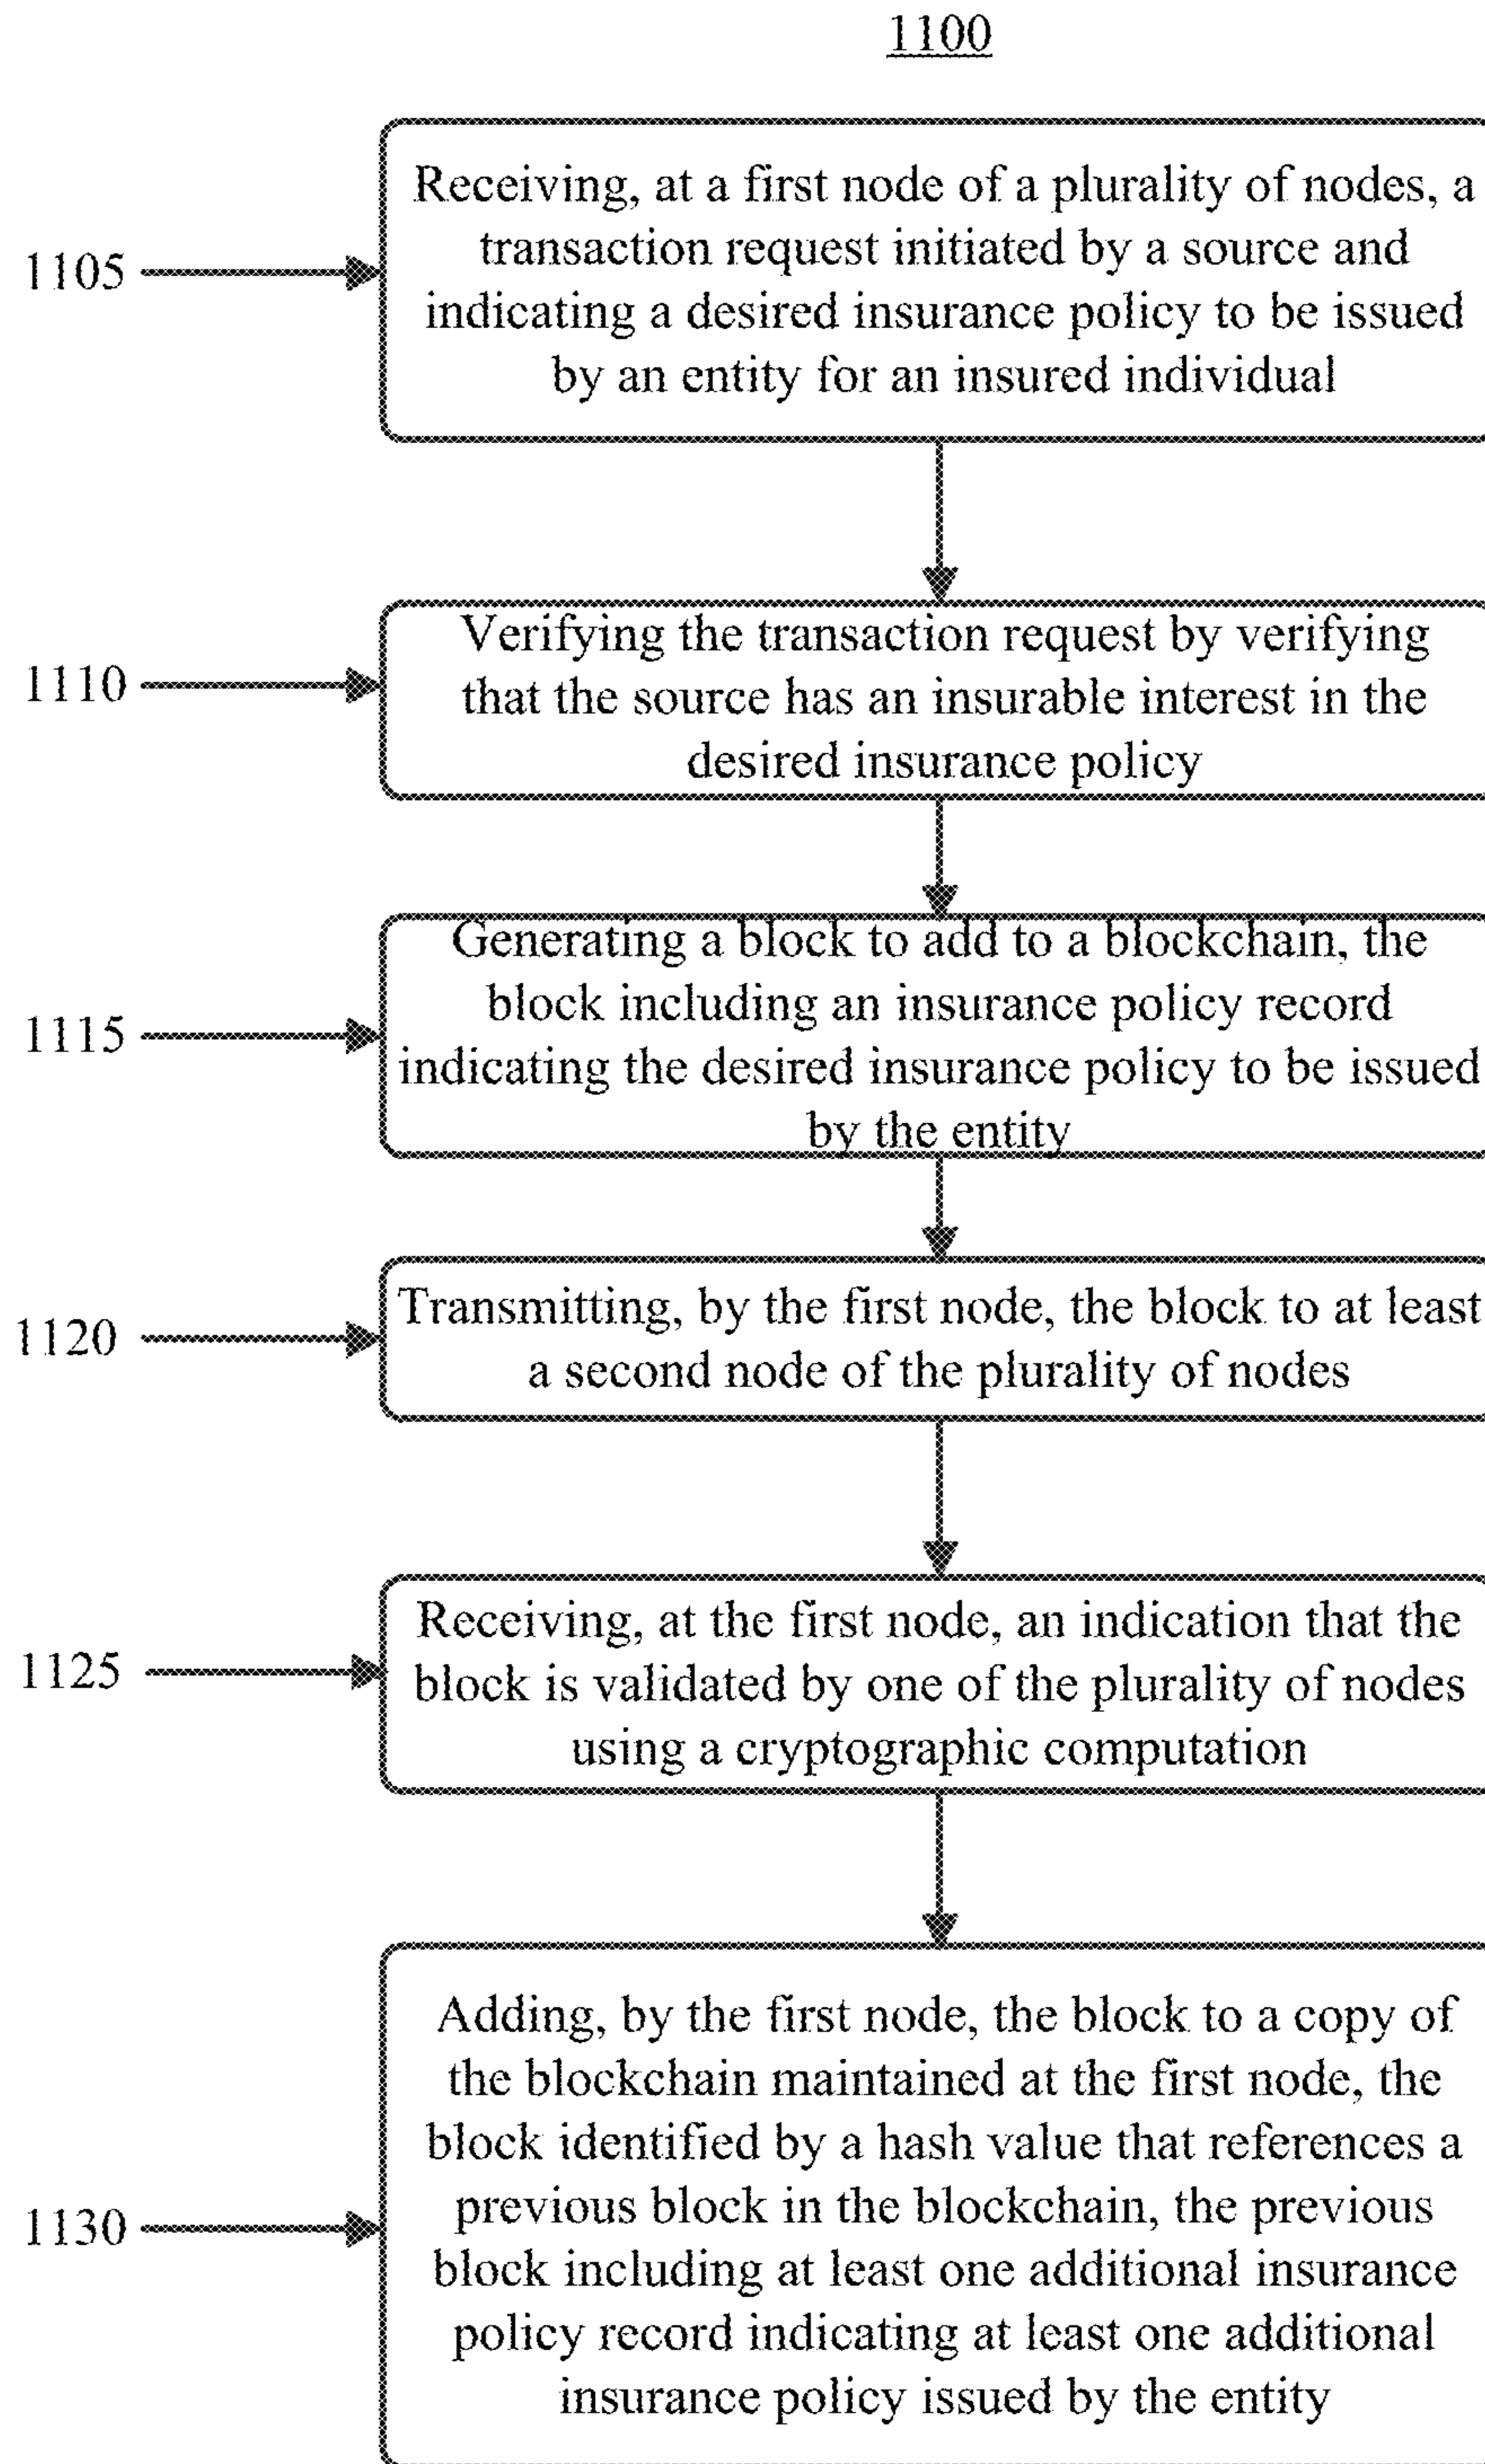 1100
1105
Receiving, at a first node of a plurality of nodes, a
transaction request initiated by a source and
indicating a desired insurance policy to be issued
by an entity for an insured individual
1110
Verifying the transaction request by verifying
that the source has an insurable interest in the
desired insurance policy
1115
Generating a block to add to a blockchain, the
block including an insurance policy record
indicating the desired insurance policy to be issued
by the entity
1120
Transmitting, by the first node, the block to at least
a second node of the plurality of nodes
1125
Receiving, at the first node, an indication that the
block is validated by one of the plurality of nodes
using a cryptographic computation
1130
Adding, by the first node, the block to a copy of
the blockchain maintained at the first node, the
block identified by a hash value that references a
previous block in the blockchain, the previous
block including at least one additional insurance
policy record indicating at least one additional
insurance policy issued by the entity